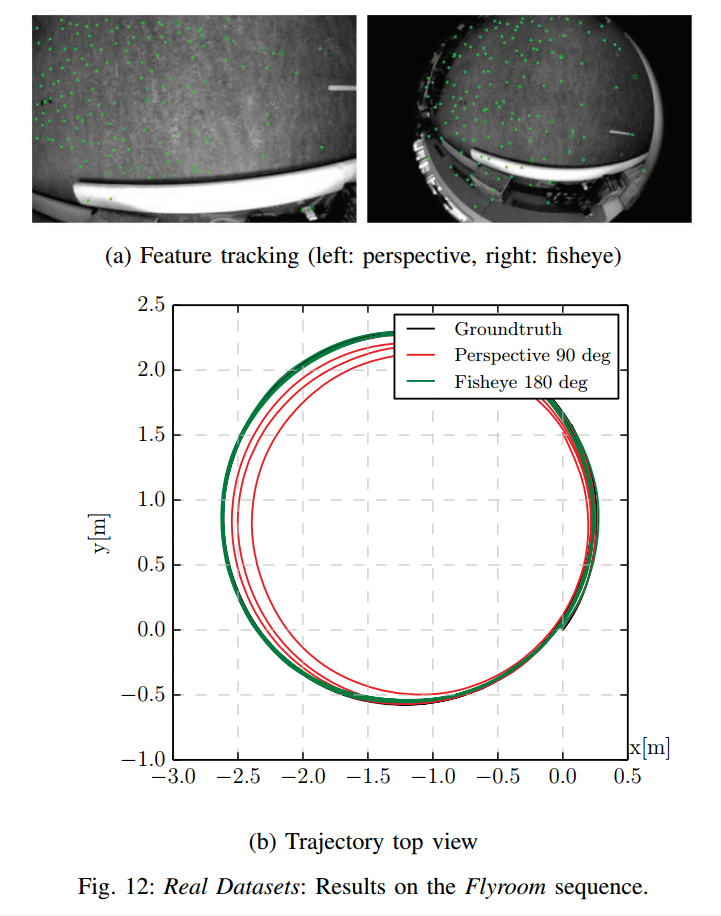 (a) Feature tracking (left: perspective, right: fisheye)
2.5
2.0
1.5
1.0
0.5
0.0
−0.5
−1.0
y[m]
Groundtruth
Perspective 90 deg
Fisheye 180 deg
x[m]
−3.0 −2.5 −2.0 −1.5 −1.0 −0.5 0.0 0.5
(b) Trajectory top view
Fig. 12: Real Datasets: Results on the Flyroom sequence.